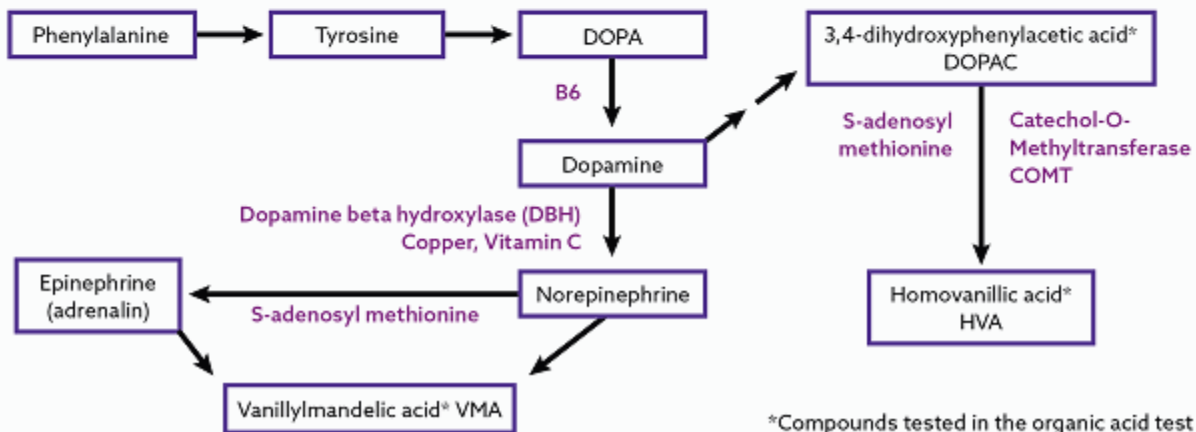 Phenylalanine
Tyrosine
DOPA
3,4-dihydroxyphenylacetic acid*
DOPAC
B6
S-adenosyl
methionine
Catechol-O-
Methyltransferase
COMT
Dopamine
Dopamine beta hydroxylase (DBH)
Copper, Vitamin C
Epinephrine
(adrenalin)
S-adenosyl methionine
Norepinephrine
Homovanillic acid*
HVA
Vanillylmandelic acid* VMA
*Compounds tested in the organic acid test